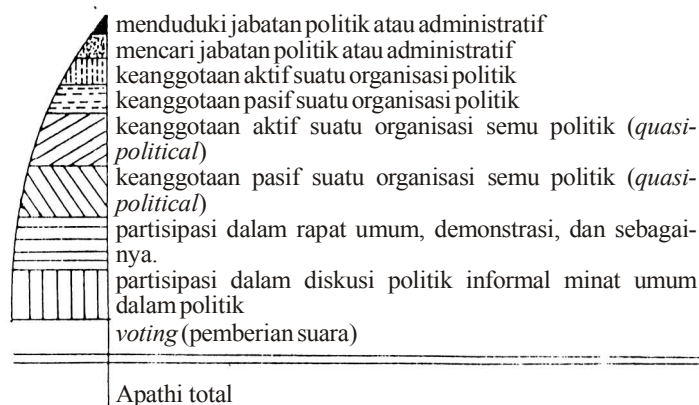 menduduki jabatan politik atau administratif
mencari jabatan politik atau administratif
keanggotaan aktif suatu organisasi politik
keanggotaan pasif suatu organisasi politik
keanggotaan aktif suatu organisasi semu politik (quasi-
political)
keanggotaan pasif suatu organisasi semu politik (quasi-
political)
partisipasi dalam rapat umum, demonstrasi, dan sebagai-
nya.
partisipasi dalam diskusi politik informal minat umum
dalam politik
voting (pemberian suara)
Apathi total